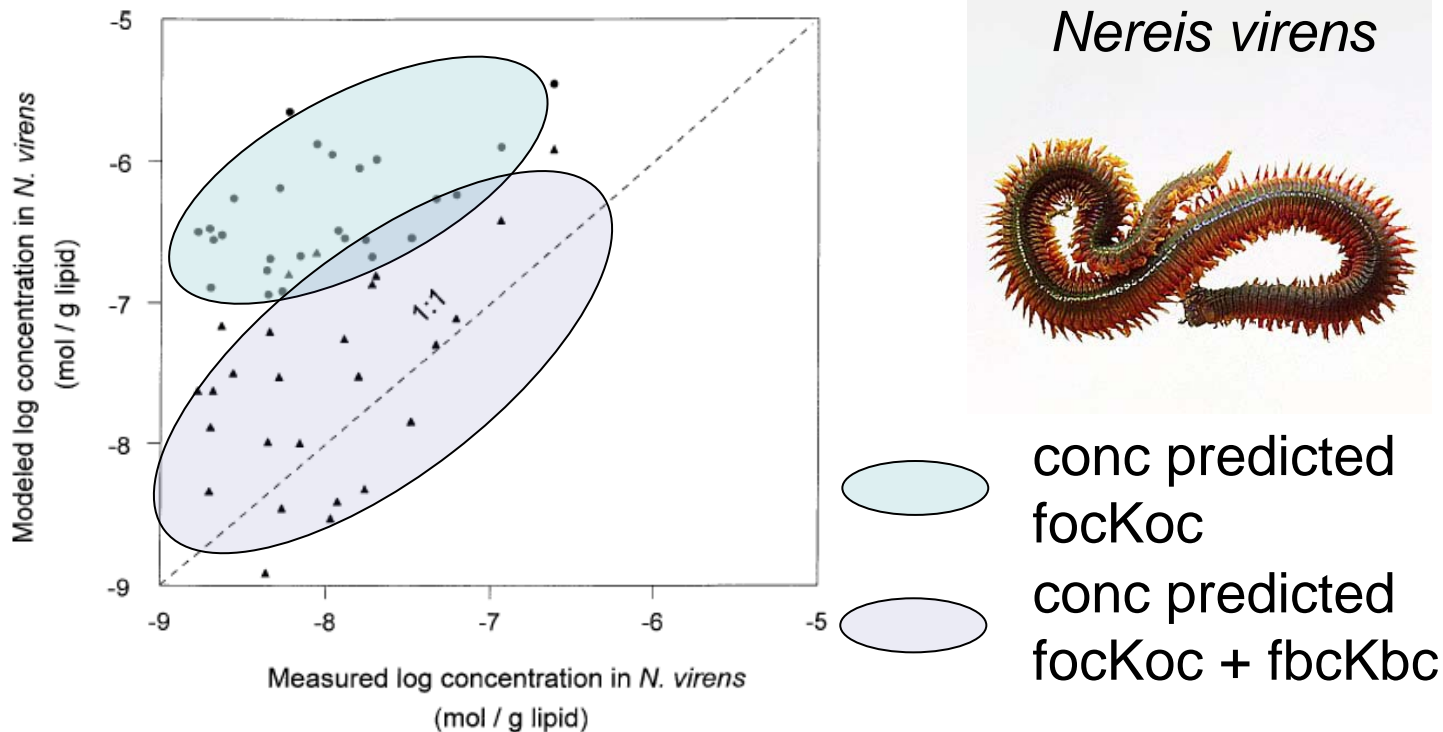 Nereis virens
Modeled log concentration in N. virens
(mol / g lipid)
-5
-6
-7
-8
-9
1:1
-9
-8
-7
-6
-5
Measured log concentration in N. virens
(mol / g lipid)
conc predicted
focKoc
conc predicted
focKoc + fbcKbc